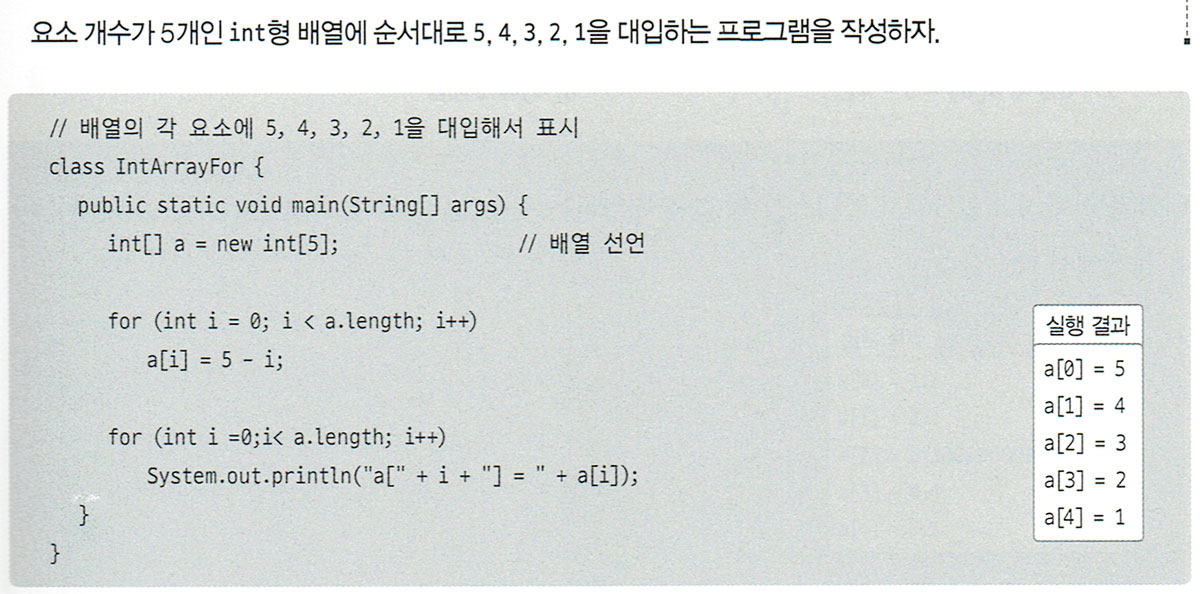 요소 개수가 5개인 int형 배열에 순서대로 5, 4, 3, 2, 1을 대입하는 프로그램을 작성하자.
// 배열의 각 요소에 5, 4, 3, 2, 1을 대입해서 표시
class IntArrayFor {
public static void main(String[] args) {
int[] a = new int[5]; // 배열 선언
for (int i = 0; i < a.length; i++)
a[i] = 5 - i;
for (int i =0;i< a.length; i++)
System.out.println("a[" + i + "] = " + a[i]);
}
}
실행 결과
a[0] = 5
a[1] = 4
a[2] = 3
a[3] = 2
a[4] = 1